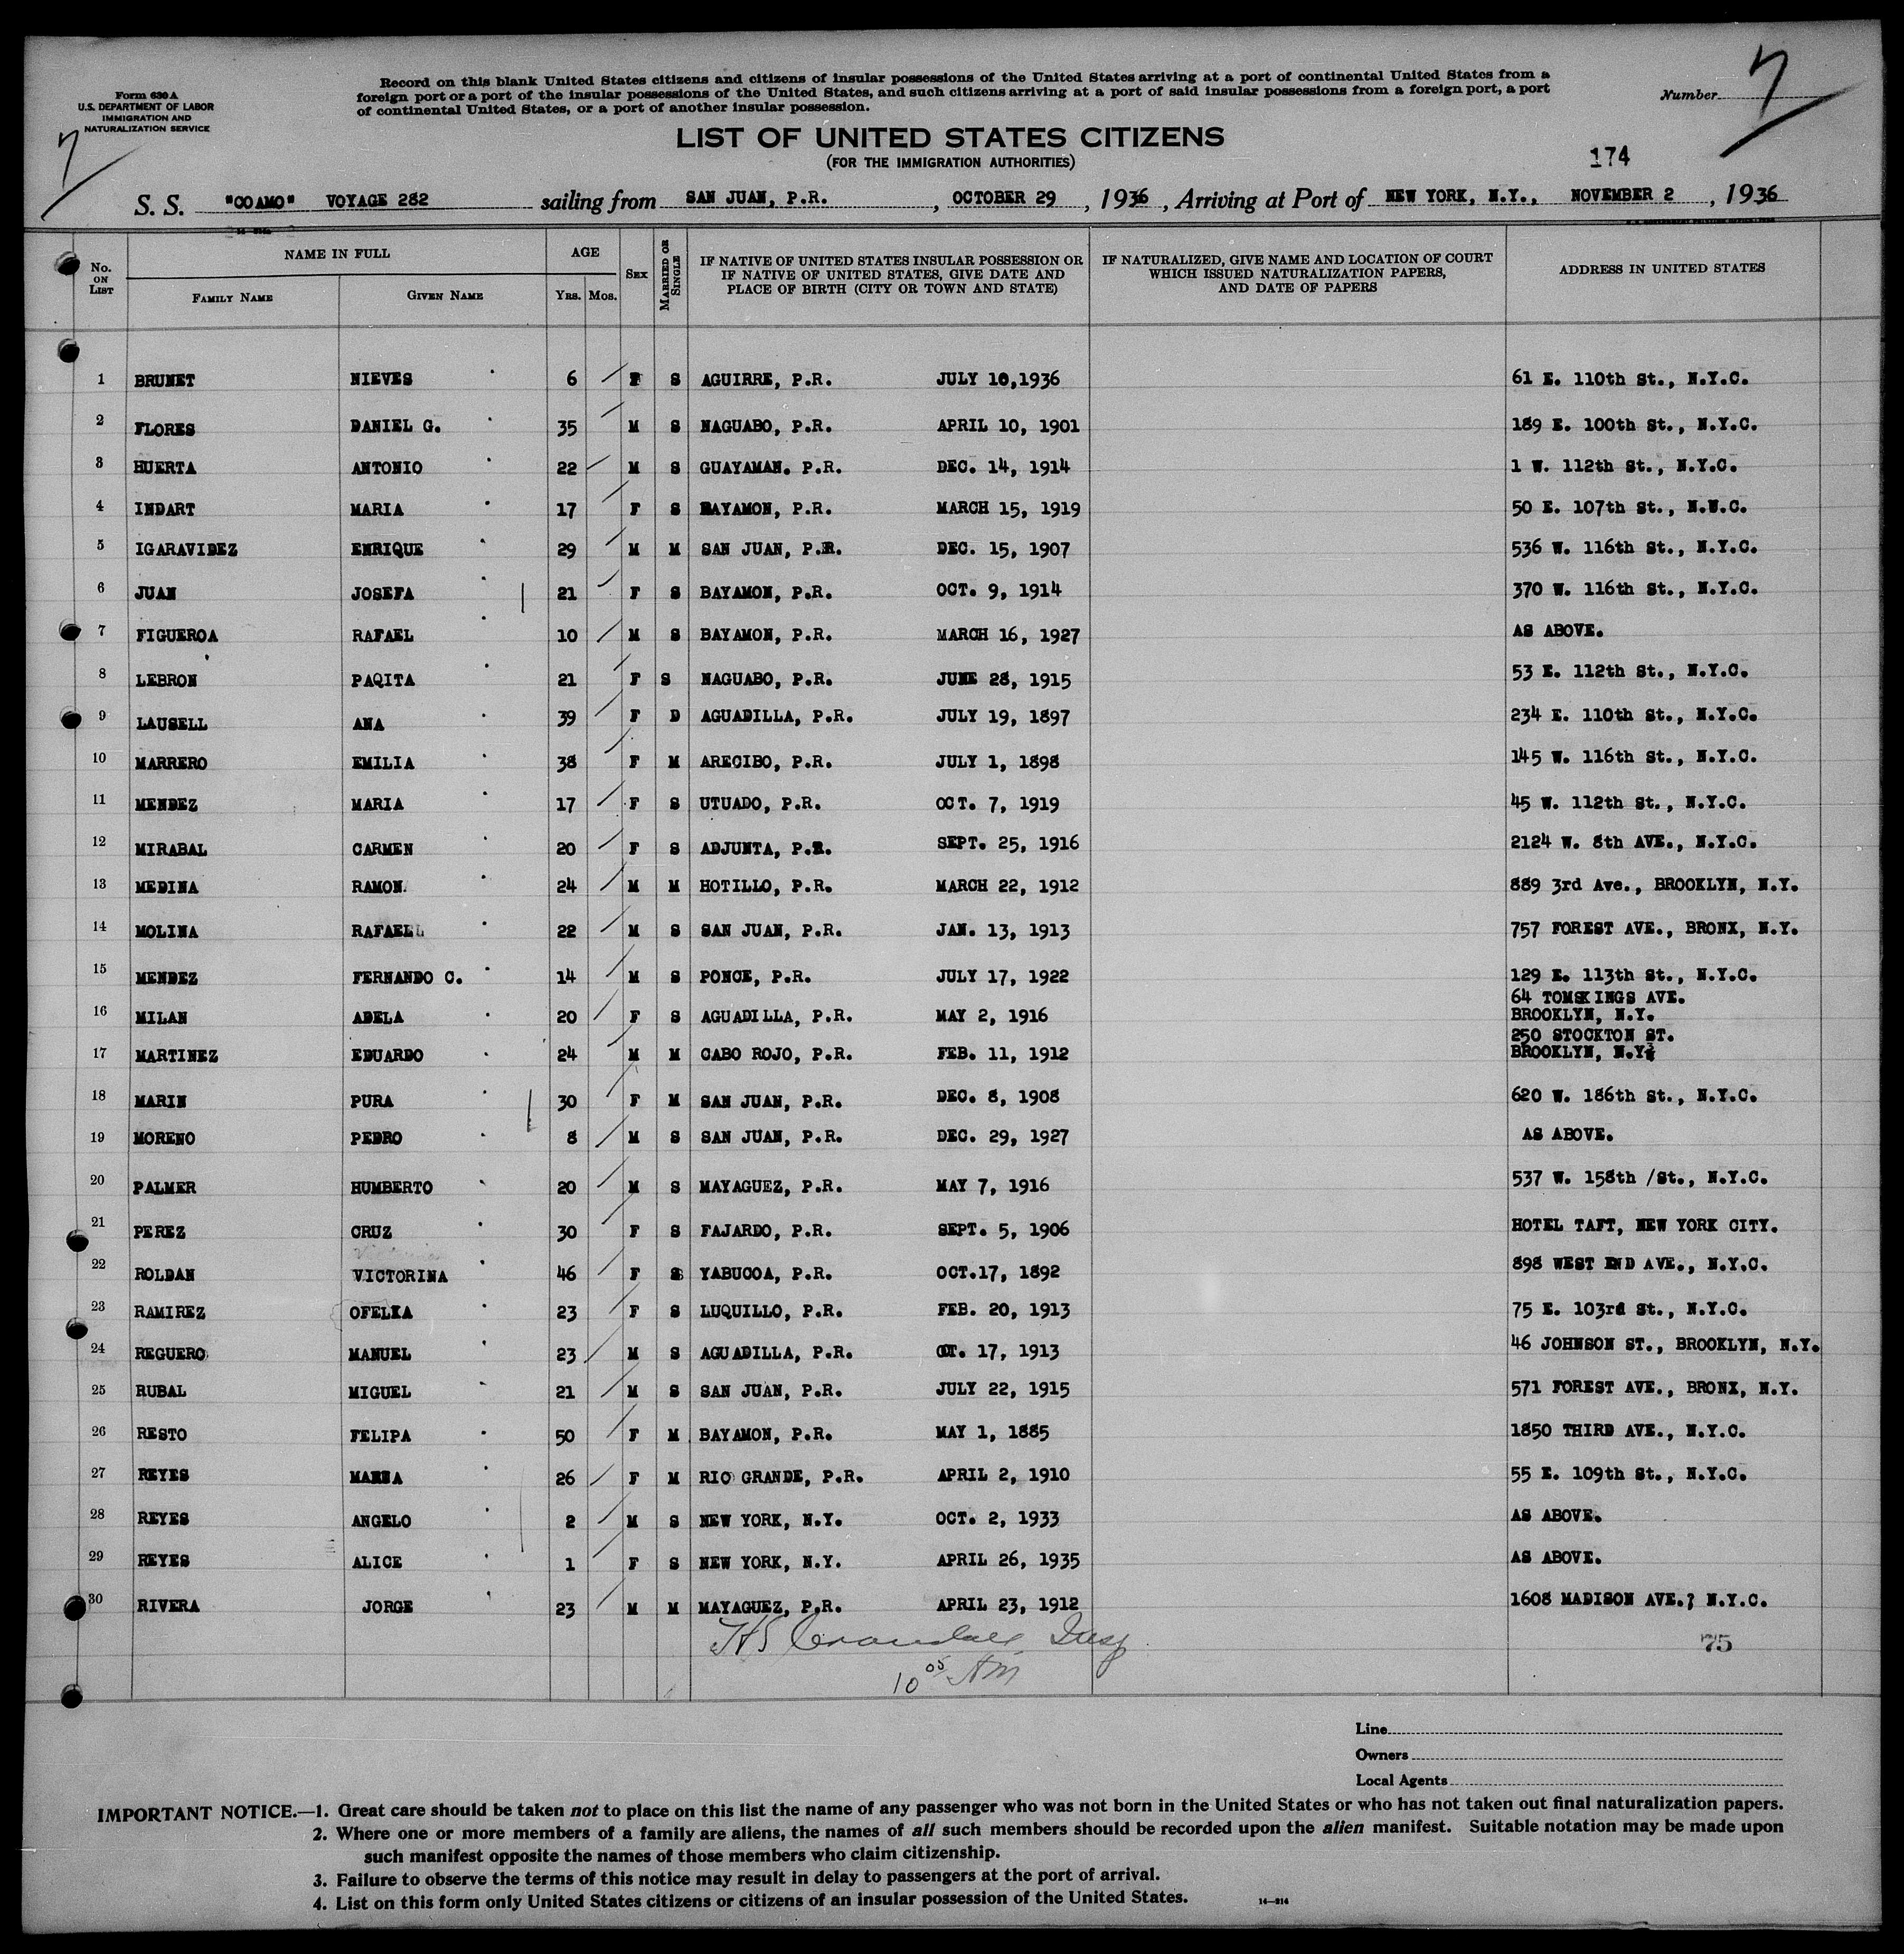 Form 630 A
U.S. DEPARTMENT OF LABOR
IMMIGRATION AND
NATURALIZATION SERVICE
7
Record on this blank United States citizens and citizens of insular possessions of the United States arriving at a port of continental United States from a
foreign port or a port of the insular possessions of the United States, and such citizens arriving at a port of said insular possessions from a foreign port, a port
of continental United States, or a port of another insular possession.
Number 7
LIST OF UNITED STATES CITIZENS
(FOR THE IMMIGRATION AUTHORITIES)
174
S. S. "COAMO" VOYAGE 282 sailing from SAN JUAN, P.R. , OCTOBER 29 , 1936 , Arriving at Port of NEW YORK, N.Y., NOVEMBER 2 , 1936
No. ON LIST | NAME IN FULL | FAMILY NAME | GIVEN NAME | AGE | YRS. | MOS. | SEX | MARRIED OR SINGLE | IF NATIVE OF UNITED STATES INSULAR POSSESSION OR IF NATIVE OF UNITED STATES, GIVE DATE AND PLACE OF BIRTH (CITY OR TOWN AND STATE) | IF NATURALIZED, GIVE NAME AND LOCATION OF COURT WHICH ISSUED NATURALIZATION PAPERS, AND DATE OF PAPERS | ADDRESS IN UNITED STATES
1 BRUNET NIEVES 6 S AGUIRRE, P.R. JULY 10,1936 61 E. 110th St., N.Y.C.
2 FLORES DANIEL G. 35 M S NAGUABO, P.R. APRIL 10, 1901 189 E. 100th St., N.Y.C.
3 HUERTA ANTONIO 22 M S GUAYAMAN. P.R. DEC. 14, 1914 1 W. 112th St., N.Y.C.
4 INDART MARIA 17 F S BAYAMON, P.R. MARCH 15, 1919 50 E. 107th St.,
5 IGARAVIDEZ ENRIQUE 29 M M SAN JUAN, P.R. DEC. 15, 1907 536 W. 116th St., N.Y.C.
6 JUAN JOSEFA 21 F S BAYAMON, P.R. OCT. 9, 1914 370 W. 116th St., N.Y.C.
7 FIGUEROA RAFAEL 10 M S BAYAMON, P.R. MARCH 16, 1927 AS ABOVE.
8 LEBRON PAQITA 21 F S NAGUABO, P.R. JUNE 28, 1915 53 E. 112th St., N.Y.C.
9 LAUSELL ANA 39 F D AGUADILLA, P.R. JULY 19, 1897 234 E. 110th St., N.Y.C.
10 MARRERO EMILIA 38 F M ARECIBO, P.R. JULY 1, 1898 145 W. 116th St., N.Y.C.
11 MENDEZ MARIA 17 F S UTUADO, P.R. OCT. 7, 1919 45 W. 112th St., N.Y.C.
12 MIRABAL CARMEN 20 F S ADJUNTA, P.R. SEPT. 25, 1916 2124 W. 8th AVE., N.Y.C.
13 MEDINA RAMON. 24 M M HOTILLO, P.R. MARCH 22, 1912 889 3rd Ave., BROOKLYN, N.Y.
14 MOLINA RAFAEL 22 M S SAN JUAN, P.R. JAN. 13, 1913 757 FOREST AVE., BRONX, N.Y.
15 MENDEZ FERNANDO C. 14 M S PONCE, P.R. JULY 17, 1922 129 E. 113th St., N.Y.C.
64 TOMSKINGS AVE.
16 MILAN ADELA 20 F S AGUADILLA, P.R. MAY 2, 1916 BROOKLYN, N.Y.
250 STOCKTON ST.
17 MARTINEZ EDUARDO 24 M M CABO ROJO, P.R. FEB. 11, 1912 BROOKLYN, N.Y.
18 MARIN PURA 30 F M SAN JUAN, P.R. DEC. 8, 1908 620 W. 186th St., N.Y.C.
19 MORENO PEDRO 8 M S SAN JUAN, P.R. DEC. 29, 1927 AS ABOVE.
20 PALMER HUMBERTO 20 M S MAYAGUEZ, P.R. MAY 7, 1916 537 W. 158th /St., N.Y.C.
21 PEREZ CRUZ 30 F S FAJARDO, P.R. SEPT. 5, 1906 HOTEL TAFT, NEW YORK CITY.
22 ROLDAN VICTORINA 46 F S YABUCOA, P.R. OCT.17, 1892 898 WEST END AVE., N.Y.C.
23 RAMIREZ OFELIA 23 F S LUQUILLO, P.R. FEB. 20, 1913 75 E. 103rd St., N.Y.C.
24 REGUERO MANUEL 23 M S AGUADILLA, P.R. OCT. 17, 1913 46 JOHNSON ST., BROOKLYN, N.Y.
25 RUBAL MIGUEL 21 M S SAN JUAN, P.R. JULY 22, 1915 571 FOREST AVE., BRONX, N.Y.
26 RESTO FELIPA 50 F M BAYAMON, P.R. MAY 1, 1885 1850 THIRD AVE., N.Y.C.
27 REYES 26 F M RIO GRANDE, P.R. APRIL 2, 1910 55 E. 109th St., N.Y.C.
28 REYES ANGELO 2 M S NEW YORK, N.Y. OCT. 2, 1933 AS ABOVE.
29 REYES ALICE 1 F S NEW YORK, N.Y. APRIL 26, 1935 AS ABOVE.
30 RIVERA JORGE 23 M M MAYAGUEZ, P.R. APRIL 23, 1912 1608 MADISON AVE., N.Y.C.
75
10 05 AM
Line
Owners
Local Agents
IMPORTANT NOTICE.—1. Great care should be taken not to place on this list the name of any passenger who was not born in the United States or who has not taken out final naturalization papers.
2. Where one or more members of a family are aliens, the names of all such members should be recorded upon the alien manifest. Suitable notation may be made upon
such manifest opposite the names of those members who claim citizenship.
3. Failure to observe the terms of this notice may result in delay to passengers at the port of arrival.
4. List on this form only United States citizens or citizens of an insular possession of the United States. 14—214